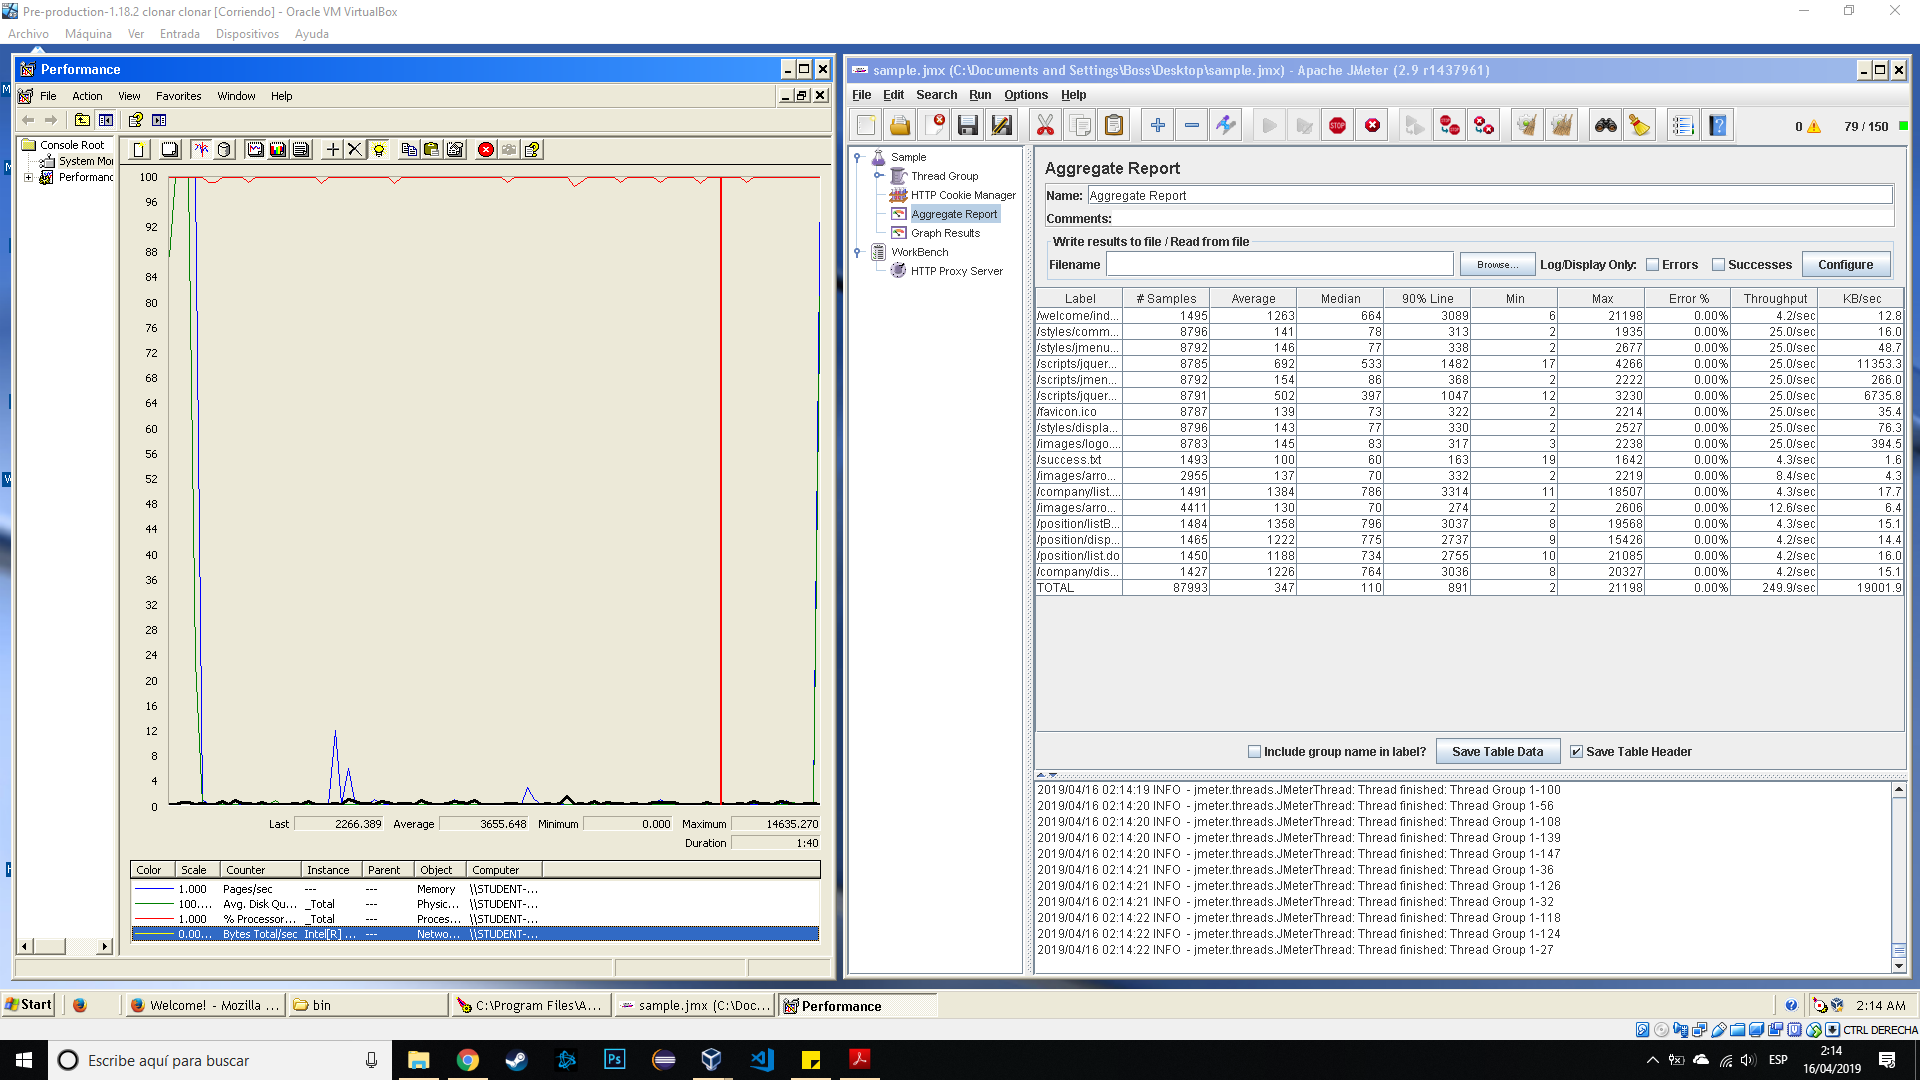 Pre-production-1.18.2 clonar clonar [Corriendo] - Oracle VM VirtualBox
Archivo Máquina Ver Entrada Dispositivos Ayuda
Performance
File Action View Favorites Window Help
Console Root
System Mo
Performanc
100
96
92
88
84
80
76
72
68
64
60
56
52
48
44
40
36
32
28
24
20
16
12
8
4
0
Last 2266.389 Average 3655.648 Minimum 0.000 Maximum 14635.270
Duration 1:40
Color Scale Counter Instance Parent Object Computer
1.000 Pages/sec --- --- Memory \\STUDENT-...
100.... Avg. Disk Qu... _Total --- Physic... \\STUDENT-...
1.000 % Processor... _Total --- Proces... \\STUDENT-...
0.00... Bytes Total/sec Intel[R] ... --- Netwo... \\STUDENT-...
sample.jmx (C:\Documents and Settings\Boss\Desktop\sample.jmx) - Apache JMeter (2.9 r1437961)
File Edit Search Run Options Help
STOP
0 79 / 150
Sample
Thread Group
HTTP Cookie Manager
Aggregate Report
Graph Results
WorkBench
HTTP Proxy Server
Aggregate Report
Name: Aggregate Report
Comments:
Write results to file / Read from file
Filename Browse... Log/Display Only: Errors Successes Configure
Label # Samples Average Median 90% Line Min Max Error % Throughput KB/sec
/welcome/ind... 1495 1263 664 3089 6 21198 0.00% 4.2/sec 12.8
/styles/comm... 8796 141 78 313 2 1935 0.00% 25.0/sec 16.0
/styles/jmenu... 8792 146 77 338 2 2677 0.00% 25.0/sec 48.7
/scripts/jquer... 8785 692 533 1482 17 4266 0.00% 25.0/sec 11353.3
/scripts/jmen... 8792 154 86 368 2 2222 0.00% 25.0/sec 266.0
/scripts/jquer... 8791 502 397 1047 12 3230 0.00% 25.0/sec 6735.8
/favicon.ico 8787 139 73 322 2 2214 0.00% 25.0/sec 35.4
/styles/displa... 8796 143 77 330 2 2527 0.00% 25.0/sec 76.3
/images/logo.... 8783 145 83 317 3 2238 0.00% 25.0/sec 394.5
/success.txt 1493 100 60 163 19 1642 0.00% 4.3/sec 1.6
/images/arro... 2955 137 70 332 2 2219 0.00% 8.4/sec 4.3
/company/list.... 1491 1384 786 3314 11 18507 0.00% 4.3/sec 17.7
/images/arro... 4411 130 70 274 2 2606 0.00% 12.6/sec 6.4
/position/listB... 1484 1358 796 3037 8 19568 0.00% 4.3/sec 15.1
/position/disp... 1465 1222 775 2737 9 15426 0.00% 4.2/sec 14.4
/position/list.do 1450 1188 734 2755 10 21085 0.00% 4.2/sec 16.0
/company/dis... 1427 1226 764 3036 8 20327 0.00% 4.2/sec 15.1
TOTAL 87993 347 110 891 2 21198 0.00% 249.9/sec 19001.9
Include group name in label? Save Table Data Save Table Header
2019/04/16 02:14:19 INFO - jmeter.threads.JMeterThread: Thread finished: Thread Group 1-100
2019/04/16 02:14:20 INFO - jmeter.threads.JMeterThread: Thread finished: Thread Group 1-56
2019/04/16 02:14:20 INFO - jmeter.threads.JMeterThread: Thread finished: Thread Group 1-108
2019/04/16 02:14:20 INFO - jmeter.threads.JMeterThread: Thread finished: Thread Group 1-139
2019/04/16 02:14:20 INFO - jmeter.threads.JMeterThread: Thread finished: Thread Group 1-147
2019/04/16 02:14:21 INFO - jmeter.threads.JMeterThread: Thread finished: Thread Group 1-36
2019/04/16 02:14:21 INFO - jmeter.threads.JMeterThread: Thread finished: Thread Group 1-126
2019/04/16 02:14:21 INFO - jmeter.threads.JMeterThread: Thread finished: Thread Group 1-32
2019/04/16 02:14:22 INFO - jmeter.threads.JMeterThread: Thread finished: Thread Group 1-118
2019/04/16 02:14:22 INFO - jmeter.threads.JMeterThread: Thread finished: Thread Group 1-124
2019/04/16 02:14:22 INFO - jmeter.threads.JMeterThread: Thread finished: Thread Group 1-27
Start Welcome! - Mozilla ... bin C:\Program Files\A... sample.jmx (C:\Doc... Performance 2:14 AM
CTRL DERECHA
Escribe aquí para buscar
Ps
ESP
2:14
16/04/2019